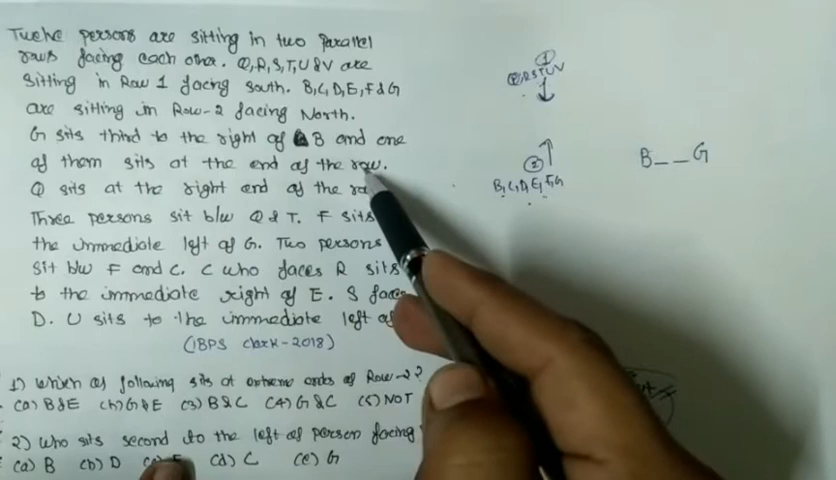 Twelve persons are sitting in two parallel
rows facing each other. Q,R,S,T,U & V are
sitting in Row 1 facing South. B,C,D,E,F & G
are sitting in Row-2 facing North.
G sits third to the right of B and one
of them sits at the end of the row.
Q sits at the right end of the
Three persons sit b/w Q & T. F sits
the immediate left of G. Two persons
sit b/w F and C. C who faces R sits
to the immediate right of E. S faces
D. U sits to the immediate left of
(IBPS clerk-2018)
1) Which of following sits at extreme ends of Row-2?
(a) B&E (b) G&E (3) B&C (4) G&C (5) NOT
2) Who sits second to the left of person facing
(a) B (b) D (d) C (e) G
1
Q,R,S,T,U,V
2
B,C,D,E,F,G
B _ _ G